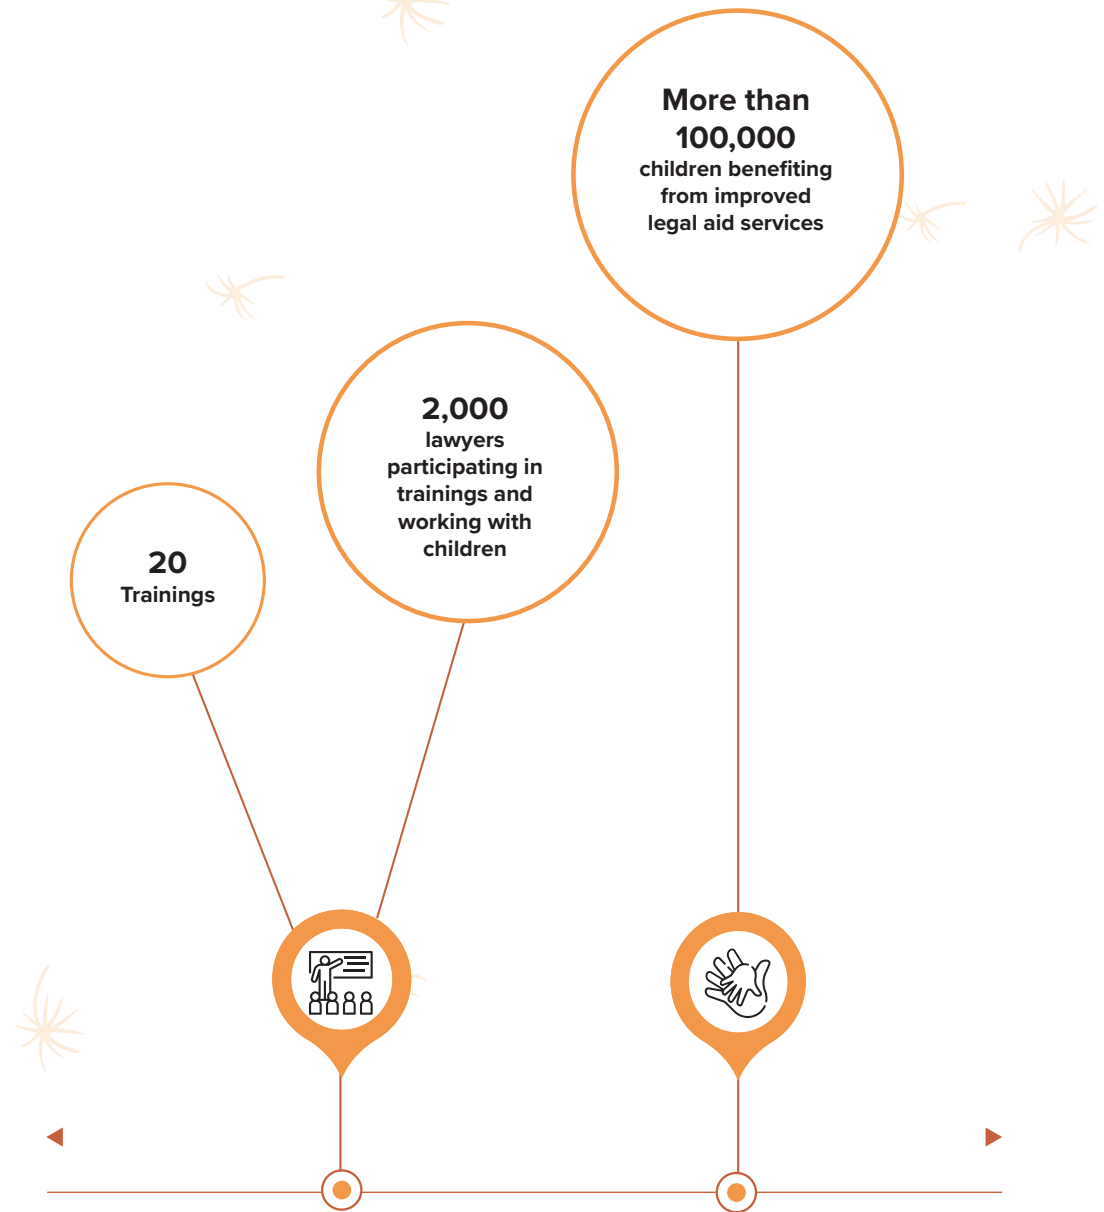 More than
100,000
children benefiting
from improved
legal aid services
2,000
lawyers
participating in
trainings and
working with
children
20
Trainings